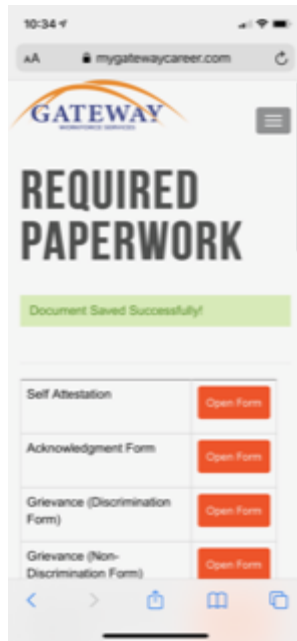 10:34
AA mygatewaycareer.com
GATEWAY
WORKFORCE SERVICES
REQUIRED
PAPERWORK
Document Saved Successfully!
Self Attestation Open Form
Acknowledgment Form Open Form
Grievance (Discrimination
Form) Open Form
Grievance (Non-
Discrimination Form) Open Form